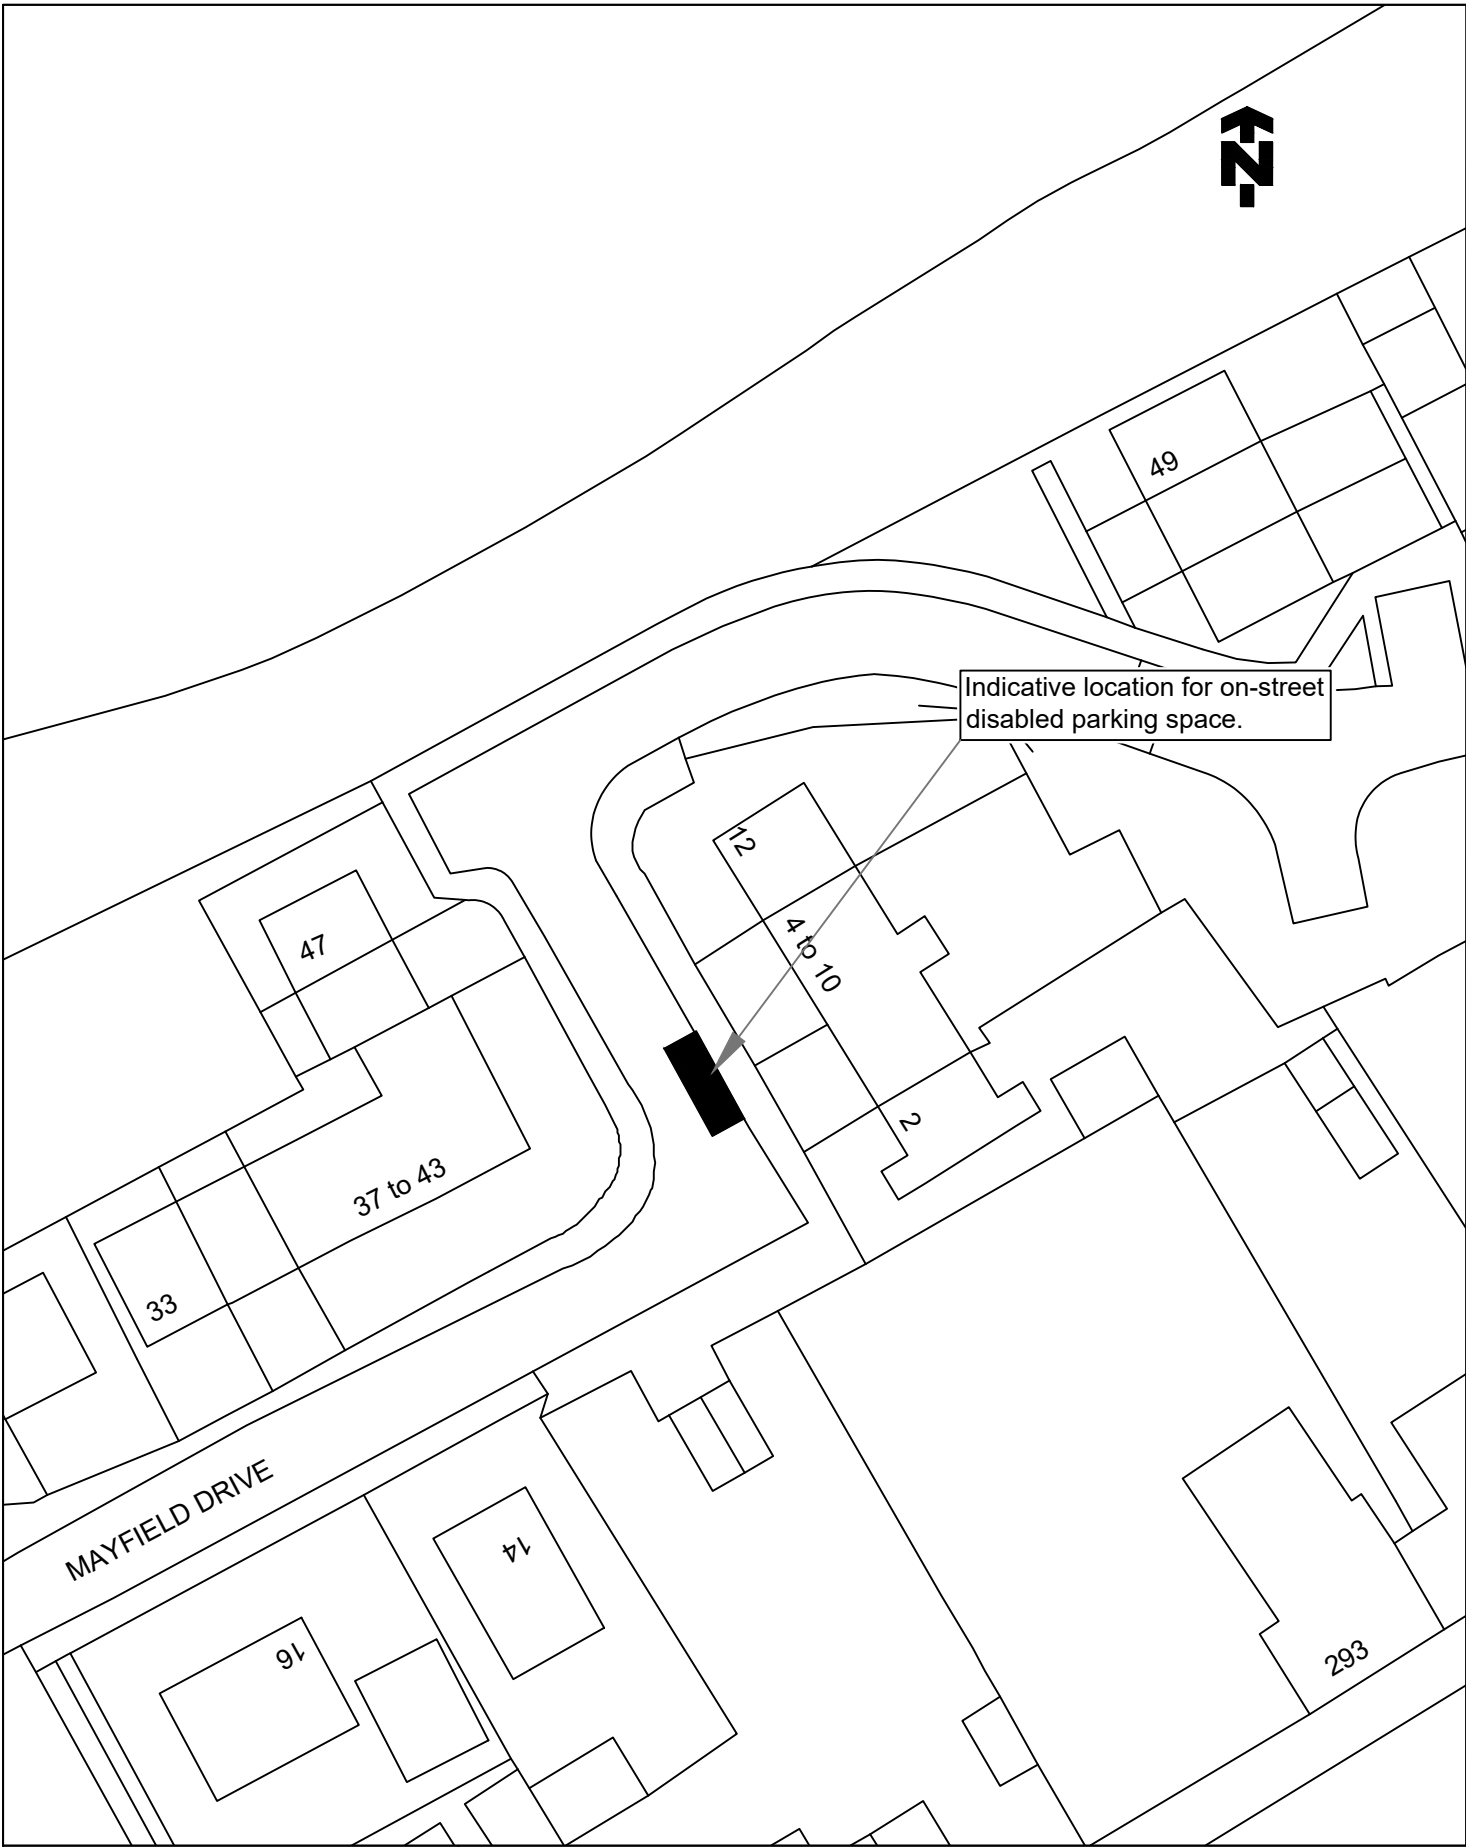 N
49
Indicative location for on-street
disabled parking space.
12
4 to 10
47
2
37 to 43
33
MAYFIELD DRIVE
14
16
293